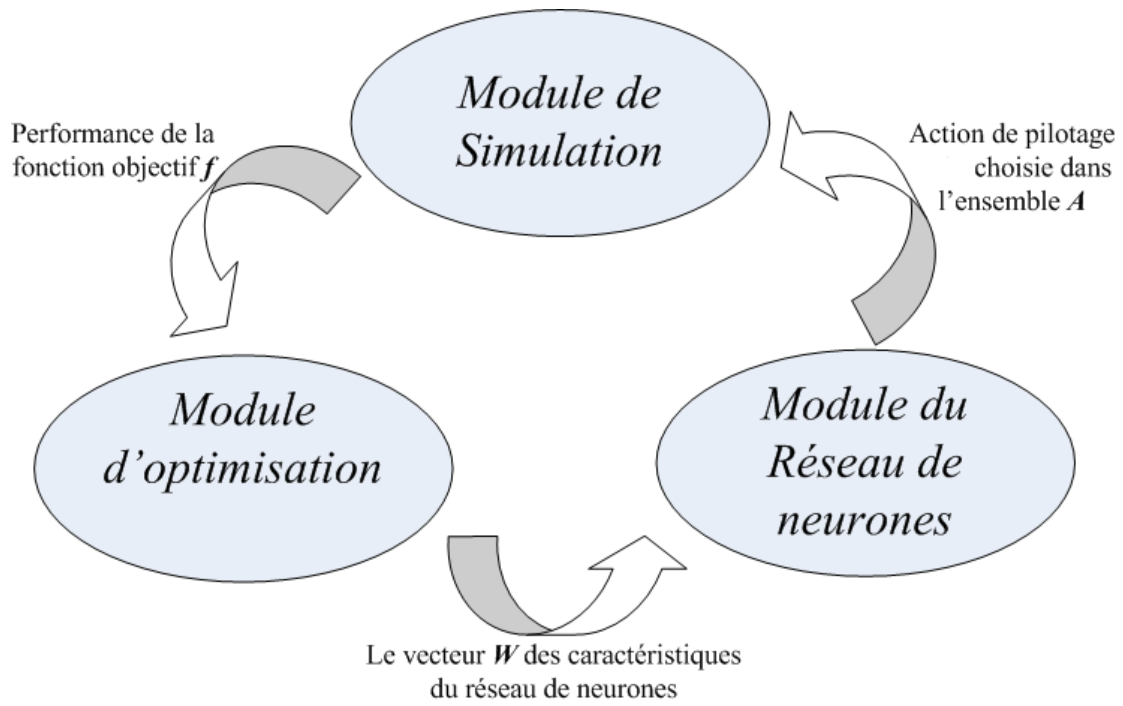 Module de
Simulation
Performance de la
fonction objectif f
Action de pilotage
choisie dans
l’ensemble A
Module
d’optimisation
Module du
Réseau de
neurones
Le vecteur W des caractéristiques
du réseau de neurones